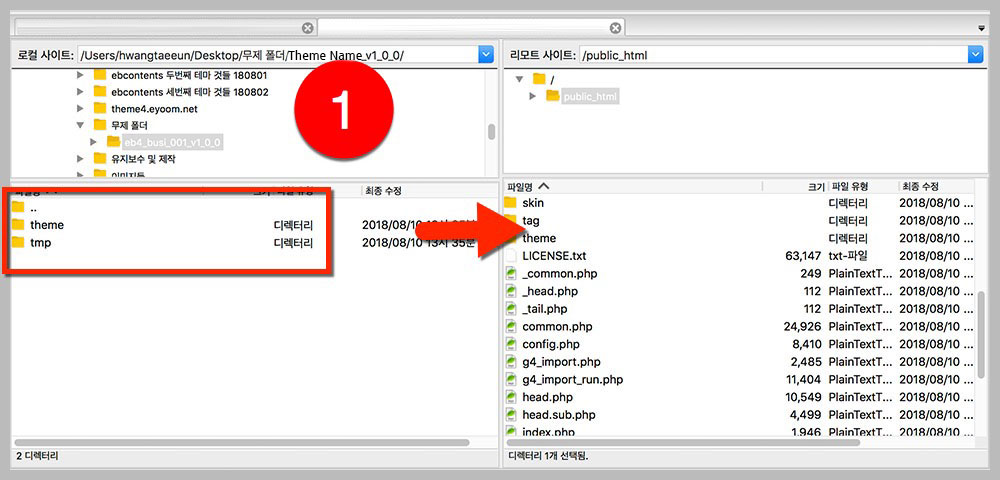 로컬 사이트: /Users/hwangtaeeun/Desktop/무제 폴더/Theme Name_v1_0_0/
ebcontents 두번째 테마 것들 180801
ebcontents 세번째 테마 것들 180802
theme4.eyoom.net
무제 폴더
eb4_busi_001_v1_0_0
유지보수 및 제작
이미지들
1
파일명 크기 파일 유형 최종 수정
..
theme 디렉터리 2018/08/10
tmp 디렉터리 2018/08/10 13시 35분
2 디렉터리
리모트 사이트: /public_html
/
public_html
파일명 크기 파일 유형 최종 수정
skin 디렉터리 2018/08/10 ...
tag 디렉터리 2018/08/10 ...
theme 디렉터리 2018/08/10 ...
LICENSE.txt 63,147 txt-파일 2018/08/10 ...
_common.php 249 PlainTextT... 2018/08/10 ...
_head.php 112 PlainTextT... 2018/08/10 ...
_tail.php 112 PlainTextT... 2018/08/10 ...
common.php 24,926 PlainTextT... 2018/08/10 ...
config.php 8,410 PlainTextT... 2018/08/10 ...
g4_import.php 2,485 PlainTextT... 2018/08/10 ...
g4_import_run.php 11,404 PlainTextT... 2018/08/10 ...
head.php 10,549 PlainTextT... 2018/08/10 ...
head.sub.php 4,499 PlainTextT... 2018/08/10 ...
index.php 1,946 PlainTextT... 2018/08/10 ...
디렉터리 1개 선택됨.